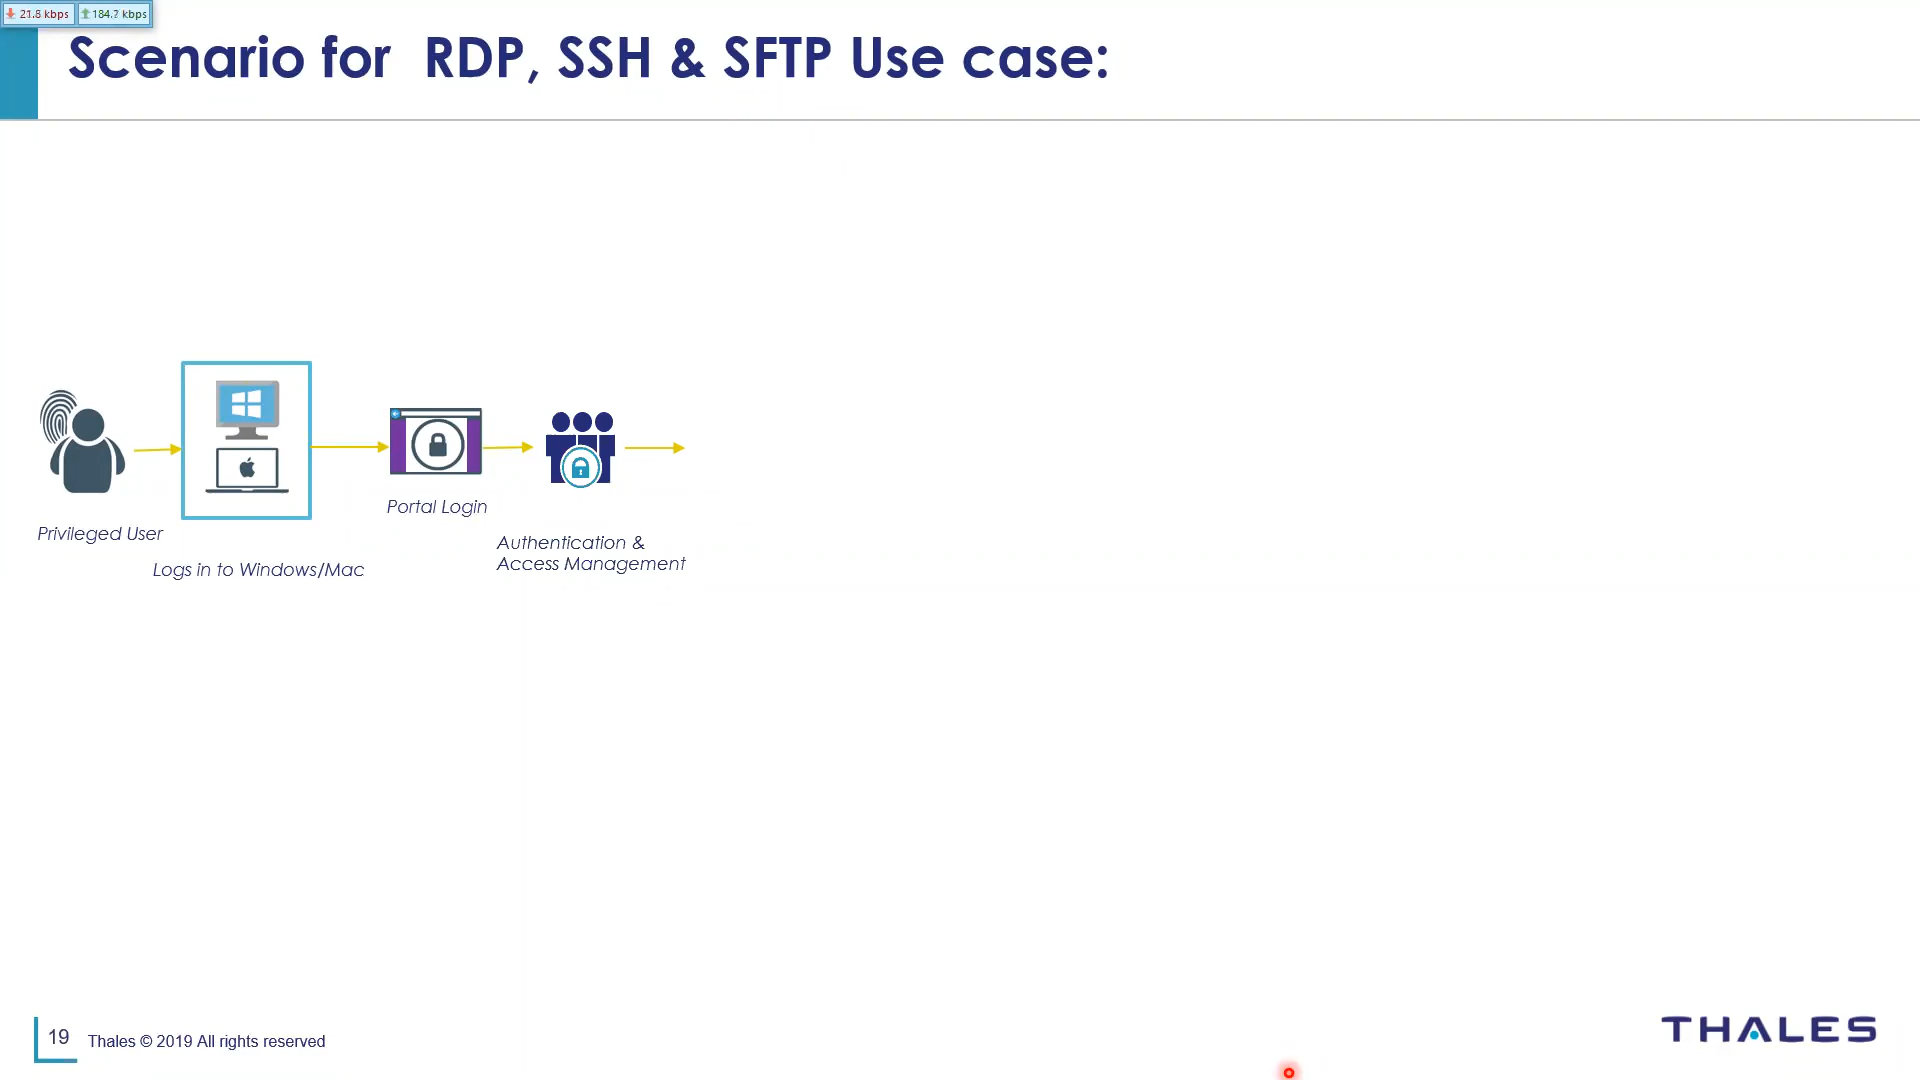 21.8 kbps 184.7 kbps
Scenario for RDP, SSH & SFTP Use case:
Portal Login
Privileged User
Authentication &
Access Management
Logs in to Windows/Mac
19 Thales © 2019 All rights reserved
THALES